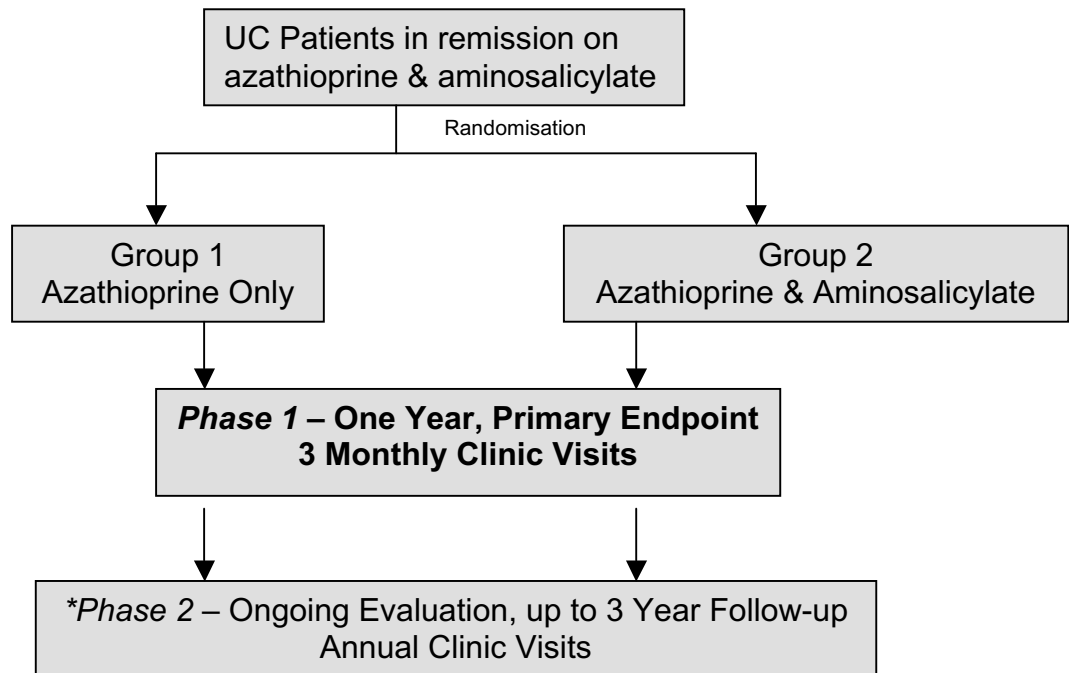 UC Patients in remission on
azathioprine & aminosalicylate
Randomisation
Group 1
Azathioprine Only
Group 2
Azathioprine & Aminosalicylate
Phase 1 – One Year, Primary Endpoint
3 Monthly Clinic Visits
*Phase 2 – Ongoing Evaluation, up to 3 Year Follow-up
Annual Clinic Visits